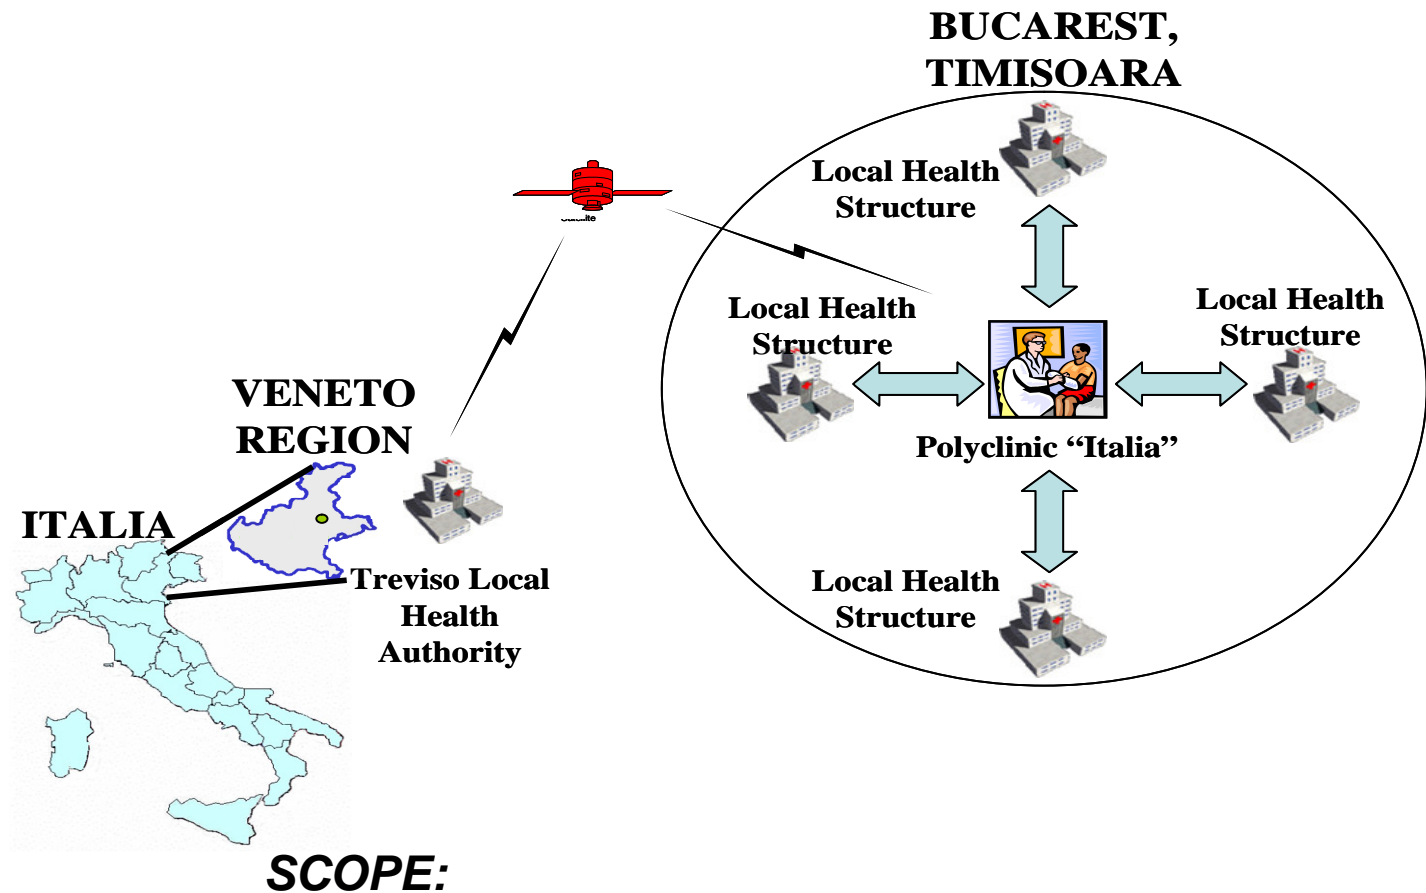 BUCAREST,
TIMISOARA
Local Health
Structure
Local Health
Structure
Local Health
Structure
Polyclinic “Italia”
Local Health
Structure
VENETO
REGION
ITALIA
Treviso Local
Health
Authority
SCOPE: